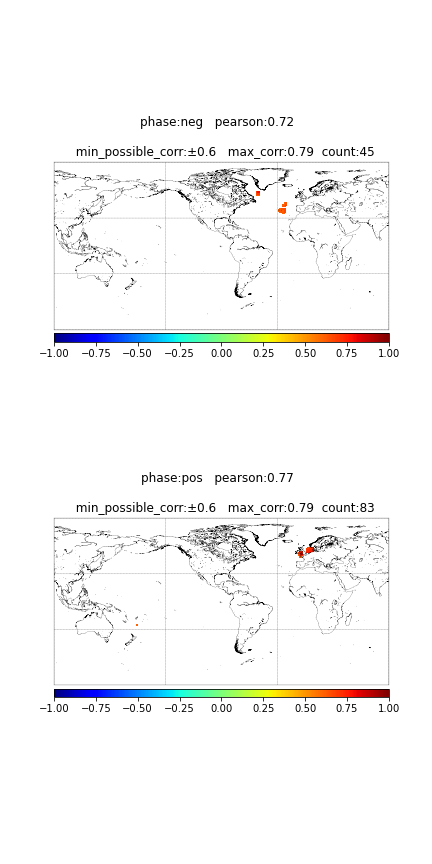 phase:neg   pearson:0.72
min_possible_corr:±0.6   max_corr:0.79  count:45
−1.00 −0.75 −0.50 −0.25 0.00 0.25 0.50 0.75 1.00
phase:pos   pearson:0.77
min_possible_corr:±0.6   max_corr:0.79  count:83
−1.00 −0.75 −0.50 −0.25 0.00 0.25 0.50 0.75 1.00